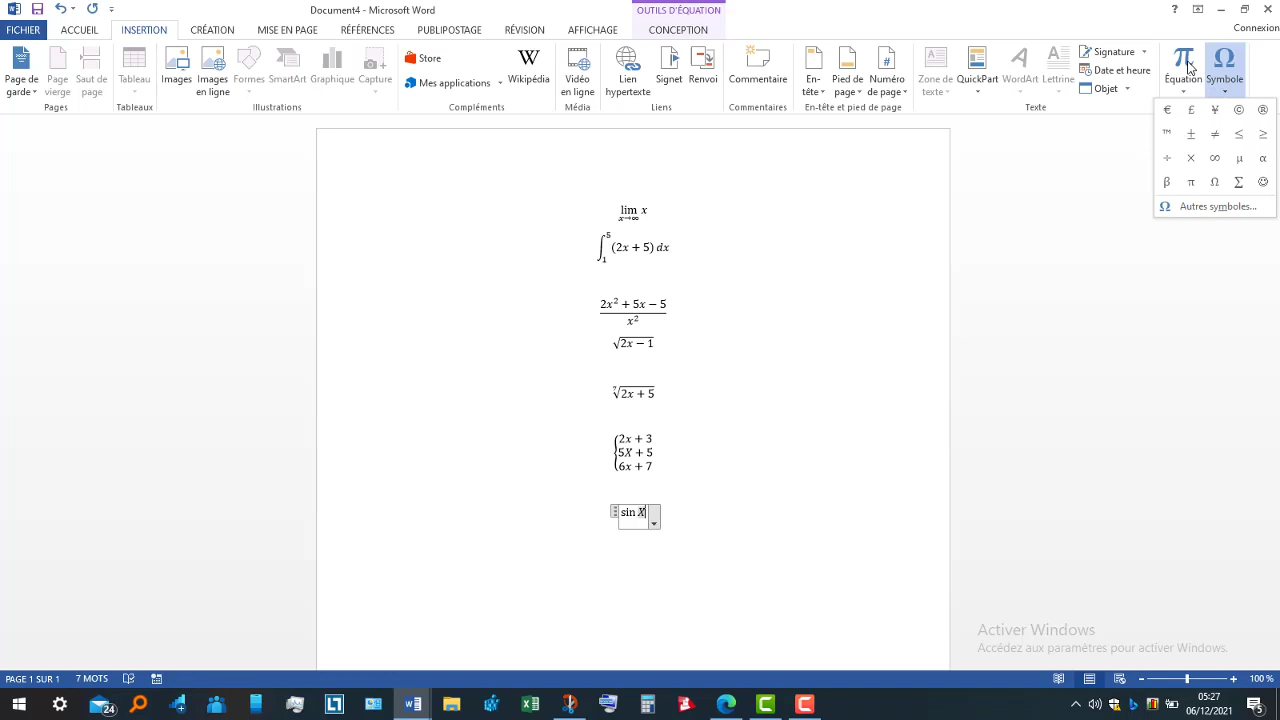 Document4 - Microsoft Word
OUTILS D'ÉQUATION
FICHIER ACCUEIL INSERTION CRÉATION MISE EN PAGE RÉFÉRENCES PUBLIPOSTAGE RÉVISION AFFICHAGE CONCEPTION
Connexion
Page de garde
Page vierge
Saut de page
Pages
Tableau
Tableaux
Images
Images en ligne
Formes
SmartArt
Graphique
Capture
Illustrations
Store
Mes applications
Wikipédia
Compléments
Vidéo en ligne
Média
Lien hypertexte
Signet
Renvoi
Liens
Commentaire
Commentaires
En-tête
Pied de page
Numéro de page
En-tête et pied de page
Zone de texte
QuickPart
WordArt
Lettrine
Signature
Date et heure
Objet
Texte
Équation
Symbole
€ £ ¥ © ®
™ ± ≠ ≤ ≥
÷ × ∞ µ α
β π Ω ∑ ☺
Autres symboles...
lim x
x→∞
∫₁⁵ (2x + 5) dx
2x² + 5x − 5
x²
√2x − 1
⁷√2x + 5
2x + 3
5X + 5
6x + 7
sin X
Activer Windows
Accédez aux paramètres pour activer Windows.
PAGE 1 SUR 1 7 MOTS
100 %
24
05:27
06/12/2021